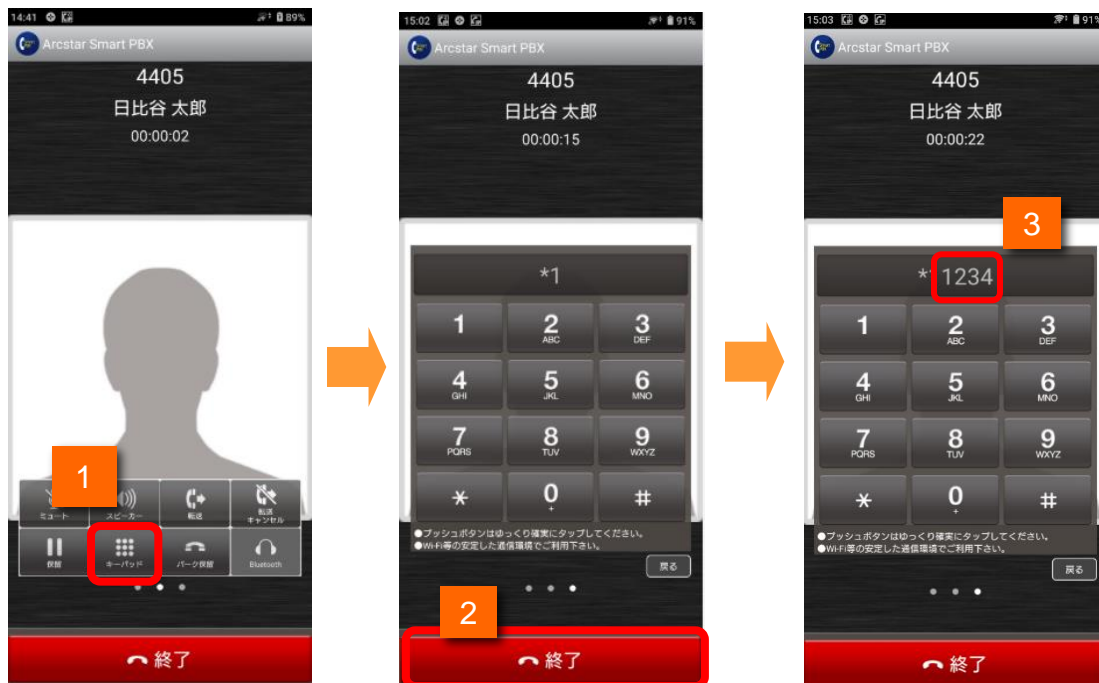 14:41 89%
Arcstar Smart PBX
4405
日比谷 太郎
00:00:02
1
ミュート スピーカー 転送 転送キャンセル
保留 キーパッド パーク保留 Bluetooth
終了
15:02 91%
Arcstar Smart PBX
4405
日比谷 太郎
00:00:15
*1
1 2 ABC 3 DEF
4 GHI 5 JKL 6 MNO
7 PQRS 8 TUV 9 WXYZ
* 0 + #
●プッシュボタンはゆっくり確実にタップしてください。
●Wi-Fi等の安定した通信環境でご利用下さい。
戻る
2
終了
15:03 91%
Arcstar Smart PBX
4405
日比谷 太郎
00:00:22
3
*1234
1 2 ABC 3 DEF
4 GHI 5 JKL 6 MNO
7 PQRS 8 TUV 9 WXYZ
* 0 + #
●プッシュボタンはゆっくり確実にタップしてください。
●Wi-Fi等の安定した通信環境でご利用下さい。
戻る
終了